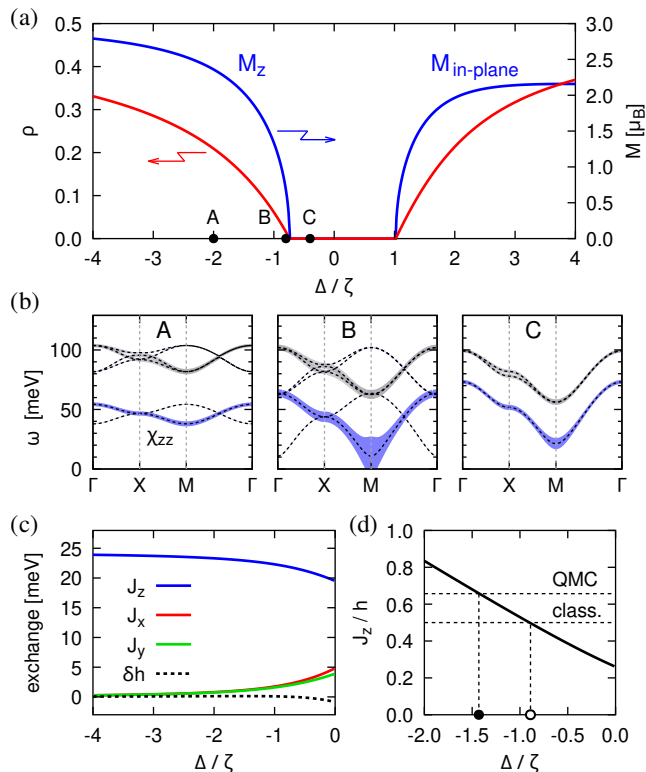 (a)
0.5
0.4
0.3
0.2
0.1
0.0
ρ
M_z
M_in-plane
A
B
C
3.0
2.5
2.0
1.5
1.0
0.5
0.0
M [μ_B]
-4 -3 -2 -1 0 1 2 3 4
Δ / ζ
(b)
A
B
C
100
50
0
ω [meV]
χ_zz
Γ X M Γ
Γ X M Γ
Γ X M Γ
(c)
25
20
15
10
5
0
exchange [meV]
J_z
J_x
J_y
δh
-4 -3 -2 -1 0
Δ / ζ
(d)
1.0
0.8
0.6
0.4
0.2
0.0
J_z / h
QMC
class.
-2.0 -1.5 -1.0 -0.5 0.0
Δ / ζ